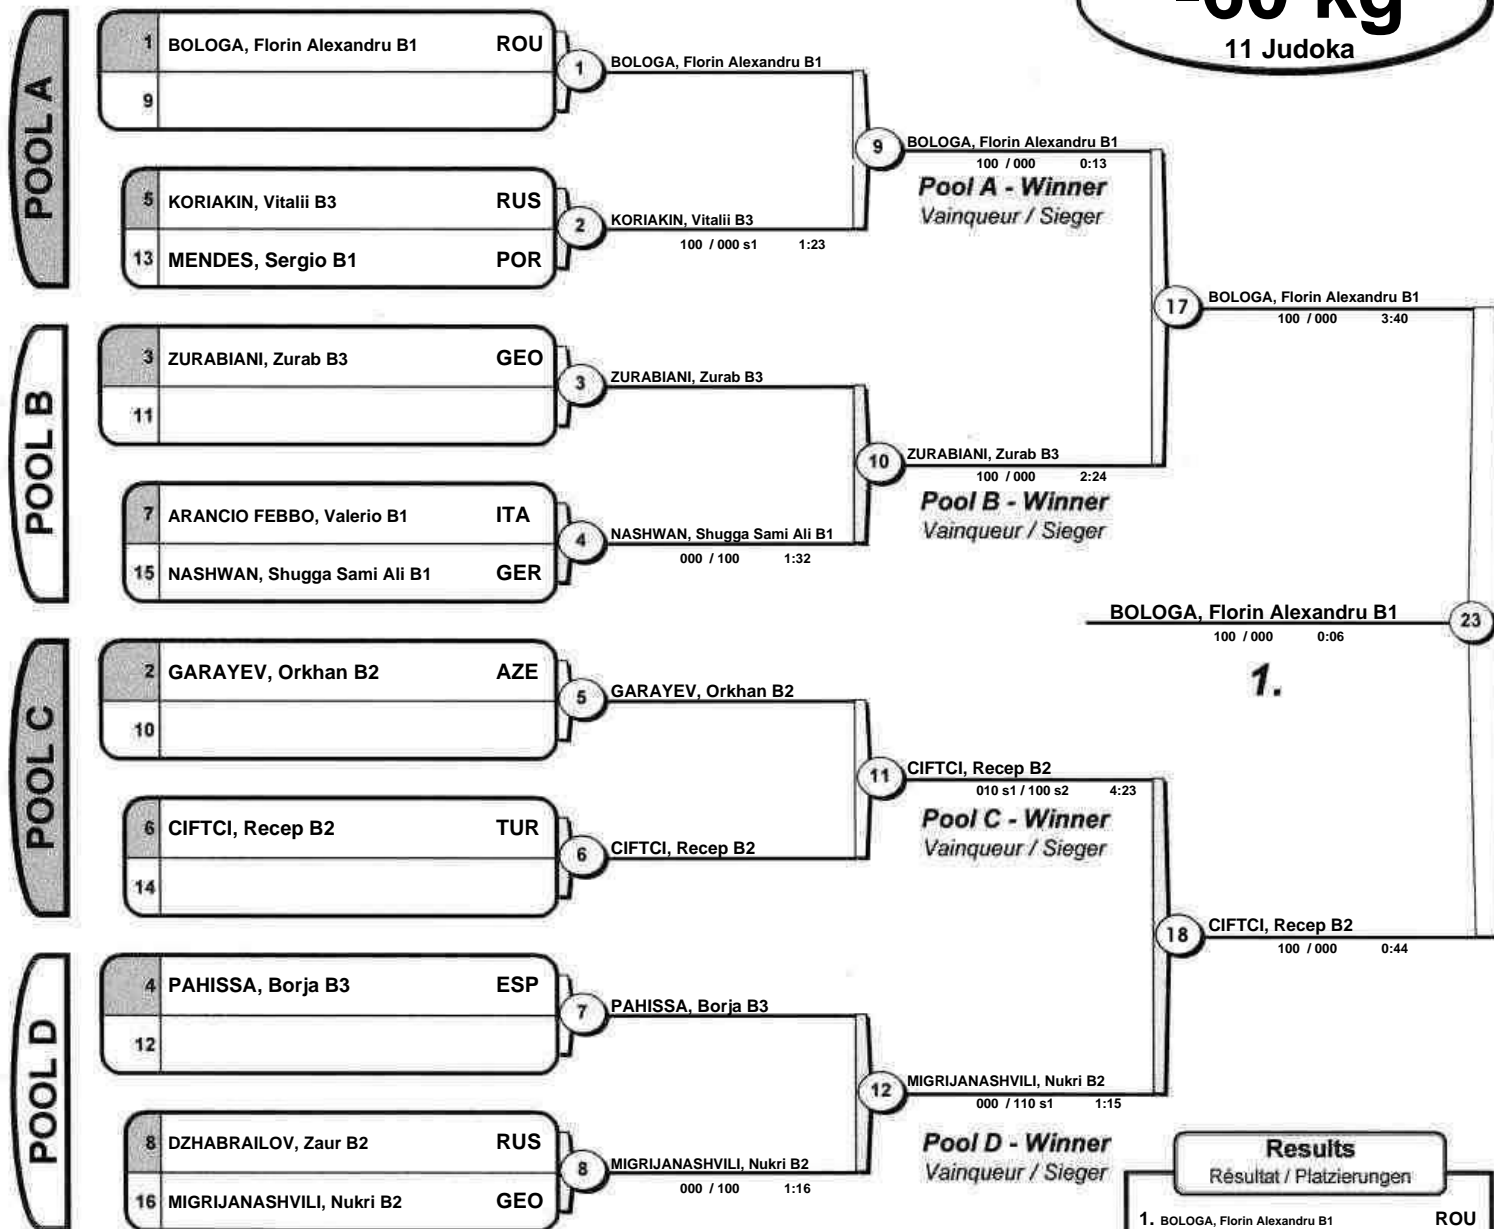 -60 kg
11 Judoka
POOL A
1 BOLOGA, Florin Alexandru B1 ROU
9
5 KORIAKIN, Vitalii B3 RUS
13 MENDES, Sergio B1 POR
1 BOLOGA, Florin Alexandru B1
2 KORIAKIN, Vitalii B3
100 / 000 s1 1:23
9 BOLOGA, Florin Alexandru B1
100 / 000 0:13
Pool A - Winner
Vainqueur / Sieger
POOL B
3 ZURABIANI, Zurab B3 GEO
11
7 ARANCIO FEBBO, Valerio B1 ITA
15 NASHWAN, Shugga Sami Ali B1 GER
3 ZURABIANI, Zurab B3
4 NASHWAN, Shugga Sami Ali B1
000 / 100 1:32
10 ZURABIANI, Zurab B3
100 / 000 2:24
Pool B - Winner
Vainqueur / Sieger
17 BOLOGA, Florin Alexandru B1
100 / 000 3:40
BOLOGA, Florin Alexandru B1 23
100 / 000 0:06
1.
POOL C
2 GARAYEV, Orkhan B2 AZE
10
6 CIFTCI, Recep B2 TUR
14
5 GARAYEV, Orkhan B2
6 CIFTCI, Recep B2
11 CIFTCI, Recep B2
010 s1 / 100 s2 4:23
Pool C - Winner
Vainqueur / Sieger
POOL D
4 PAHISSA, Borja B3 ESP
12
8 DZHABRAILOV, Zaur B2 RUS
16 MIGRIJANASHVILI, Nukri B2 GEO
7 PAHISSA, Borja B3
8 MIGRIJANASHVILI, Nukri B2
000 / 100 1:16
12 MIGRIJANASHVILI, Nukri B2
000 / 110 s1 1:15
Pool D - Winner
Vainqueur / Sieger
18 CIFTCI, Recep B2
100 / 000 0:44
Results
Résultat / Platzierungen
1. BOLOGA, Florin Alexandru B1 ROU